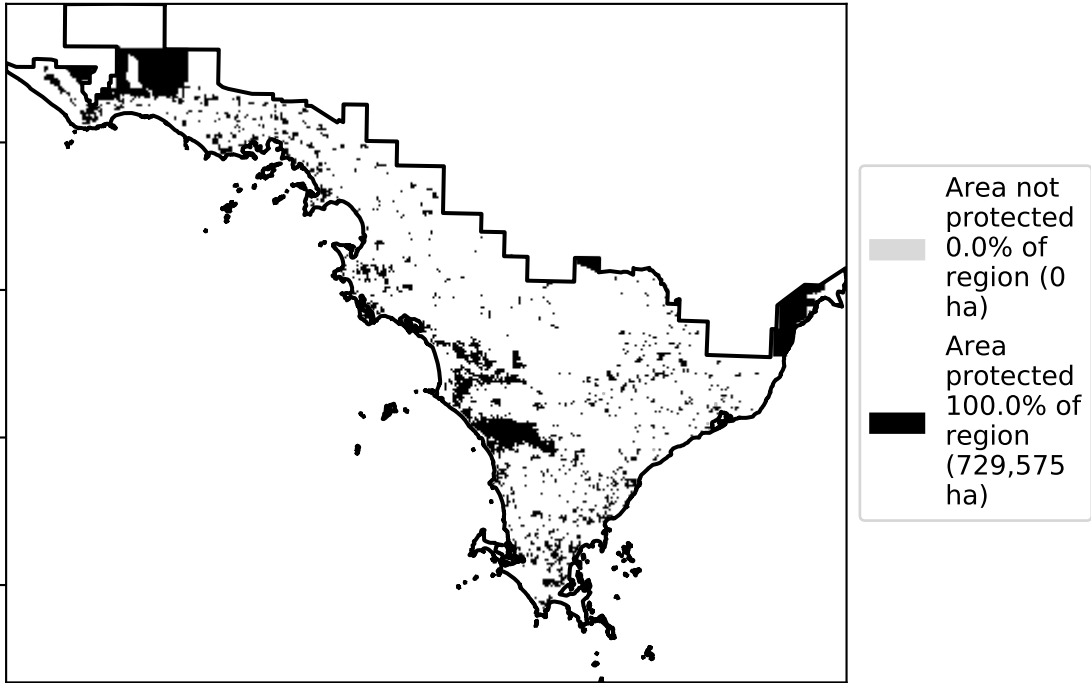 Area not
protected
0.0% of
region (0
ha)
Area
protected
100.0% of
region
(729,575
ha)